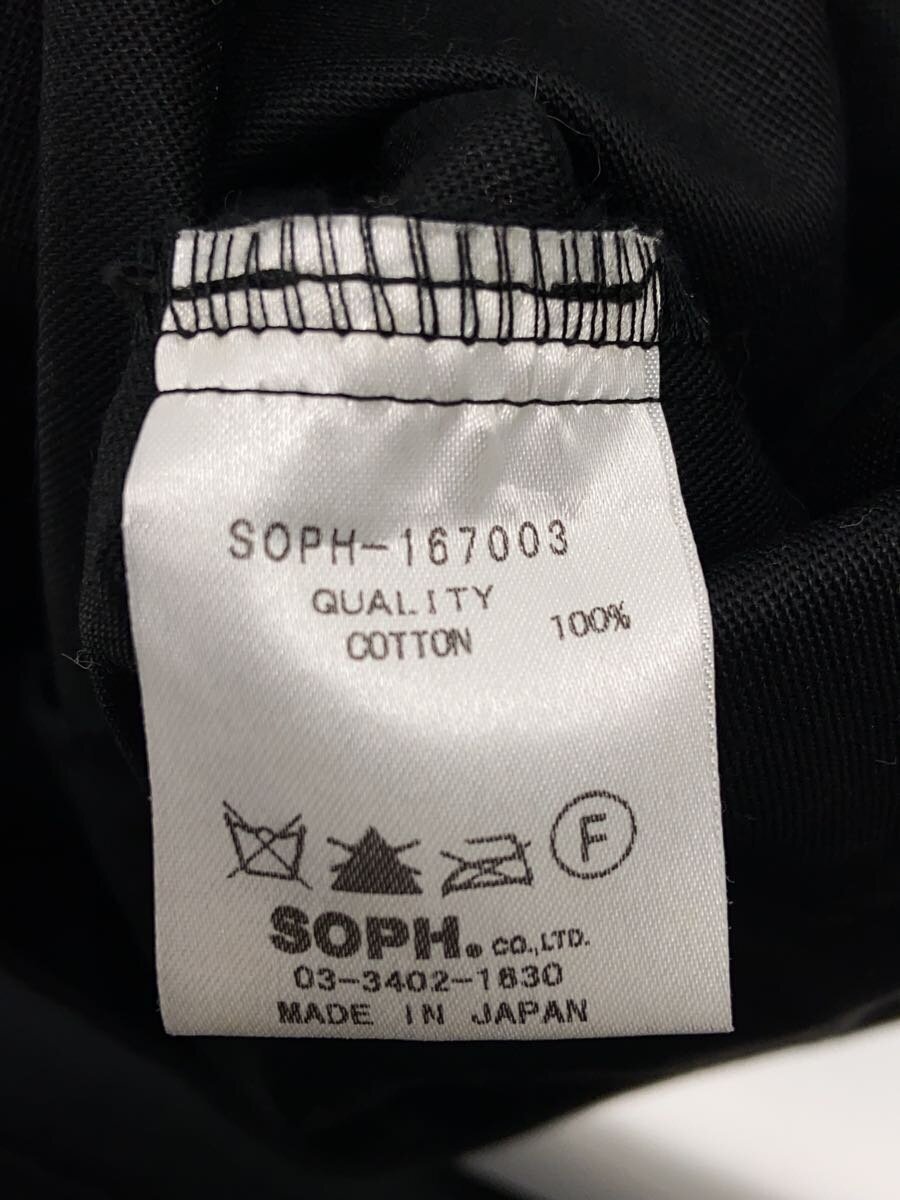 SOPH-167003
QUALITY
COTTON 100%
F
SOPH. CO.,LTD.
03-3402-1830
MADE IN JAPAN